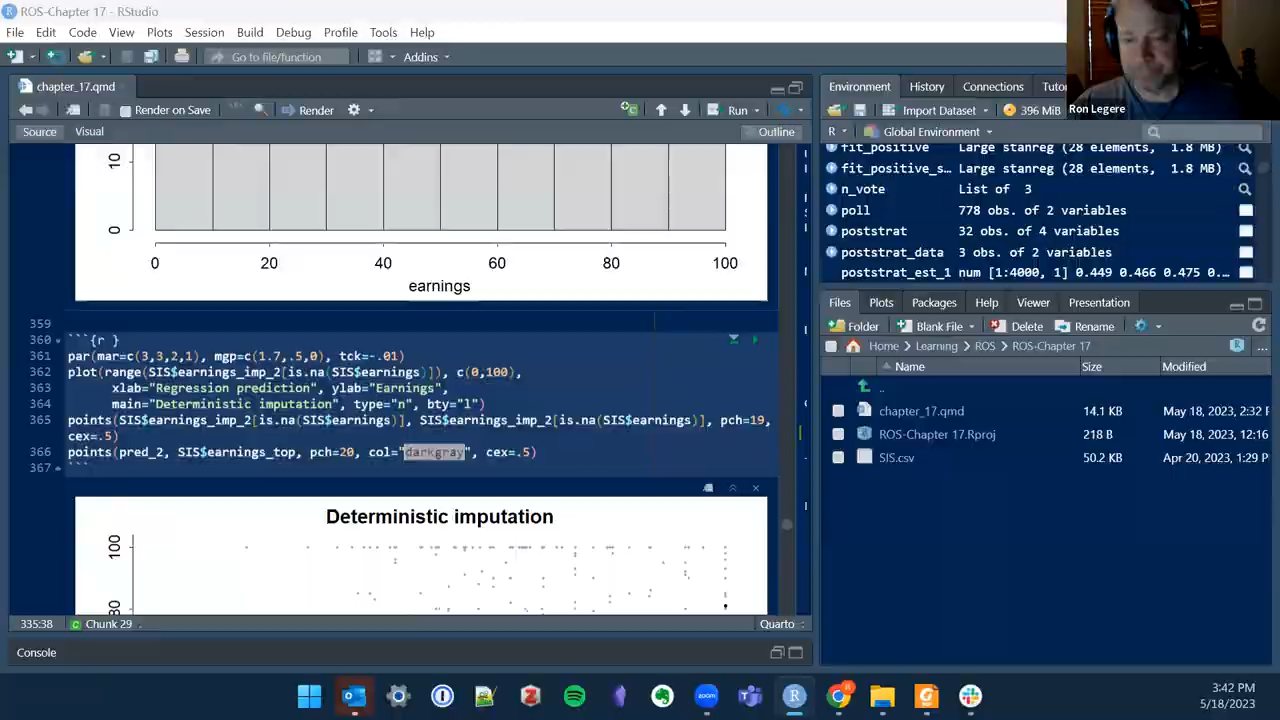 ROS-Chapter 17 - RStudio
File Edit Code View Plots Session Build Debug Profile Tools Help
Go to file/function Addins
chapter_17.qmd
Render on Save Render Run
Source Visual Outline
10
0
0 20 40 60 80 100
earnings
359
360 ```{r }
361 par(mar=c(3,3,2,1), mgp=c(1.7,.5,0), tck=-.01)
362 plot(range(SIS$earnings_imp_2[is.na(SIS$earnings)]), c(0,100),
363 xlab="Regression prediction", ylab="Earnings",
364 main="Deterministic imputation", type="n", bty="l")
365 points(SIS$earnings_imp_2[is.na(SIS$earnings)], SIS$earnings_imp_2[is.na(SIS$earnings)], pch=19,
cex=.5)
366 points(pred_2, SIS$earnings_top, pch=20, col="darkgray", cex=.5)
367 ```
Deterministic imputation
100
80
335:38 Chunk 29 Quarto
Console
Environment History Connections Tuto
Ron Legere
Import Dataset 396 MiB
R Global Environment
fit_positive Large stanreg (28 elements, 1.8 MB)
fit_positive_s... Large stanreg (28 elements, 1.8 MB)
n_vote List of 3
poll 778 obs. of 2 variables
poststrat 32 obs. of 4 variables
poststrat_data 3 obs. of 2 variables
poststrat_est_1 num [1:4000, 1] 0.449 0.466 0.475 0....
Files Plots Packages Help Viewer Presentation
Folder Blank File Delete Rename
Home Learning ROS ROS-Chapter 17 ...
Name Size Modified
..
chapter_17.qmd 14.1 KB May 18, 2023, 2:32 P
ROS-Chapter 17.Rproj 218 B May 18, 2023, 12:16
SIS.csv 50.2 KB Apr 20, 2023, 1:29 P
3:42 PM
5/18/2023